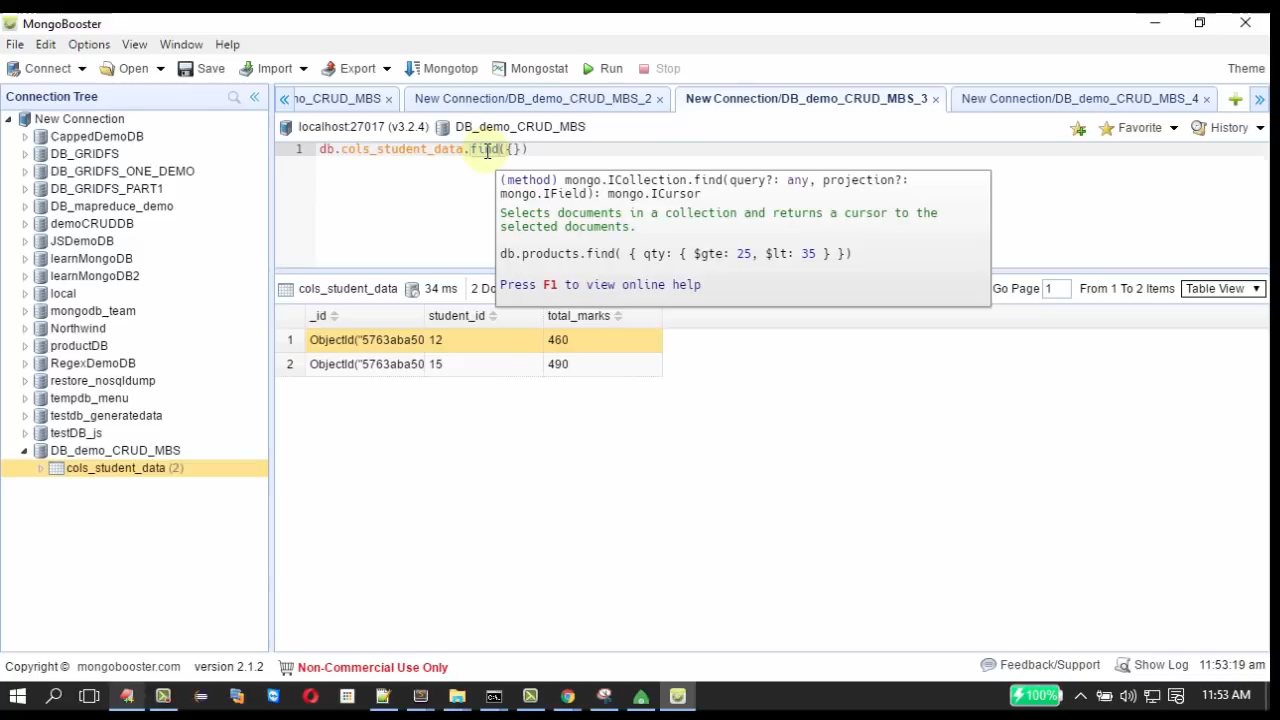 MongoBooster
File Edit Options View Window Help
Connect Open Save Import Export Mongotop Mongostat Run Stop Theme
Connection Tree
no_CRUD_MBS × New Connection/DB_demo_CRUD_MBS_2 × New Connection/DB_demo_CRUD_MBS_3 × New Connection/DB_demo_CRUD_MBS_4 ×
localhost:27017 (v3.2.4) DB_demo_CRUD_MBS Favorite History
1 db.cols_student_data.find({})
(method) mongo.ICollection.find(query?: any, projection?:
mongo.IField): mongo.ICursor
Selects documents in a collection and returns a cursor to the
selected documents.
db.products.find( { qty: { $gte: 25, $lt: 35 } })
Press F1 to view online help
New Connection
CappedDemoDB
DB_GRIDFS
DB_GRIDFS_ONE_DEMO
DB_GRIDFS_PART1
DB_mapreduce_demo
demoCRUDDB
JSDemoDB
learnMongoDB
learnMongoDB2
local
mongodb_team
Northwind
productDB
RegexDemoDB
restore_nosqldump
tempdb_menu
testdb_generatedata
testDB_js
DB_demo_CRUD_MBS
cols_student_data (2)
cols_student_data 34 ms 2 Do Go Page 1 From 1 To 2 Items Table View
_id student_id total_marks
1 ObjectId("5763aba50 12 460
2 ObjectId("5763aba50 15 490
Copyright © mongobooster.com version 2.1.2 Non-Commercial Use Only Feedback/Support Show Log 11:53:19 am
100% 11:53 AM